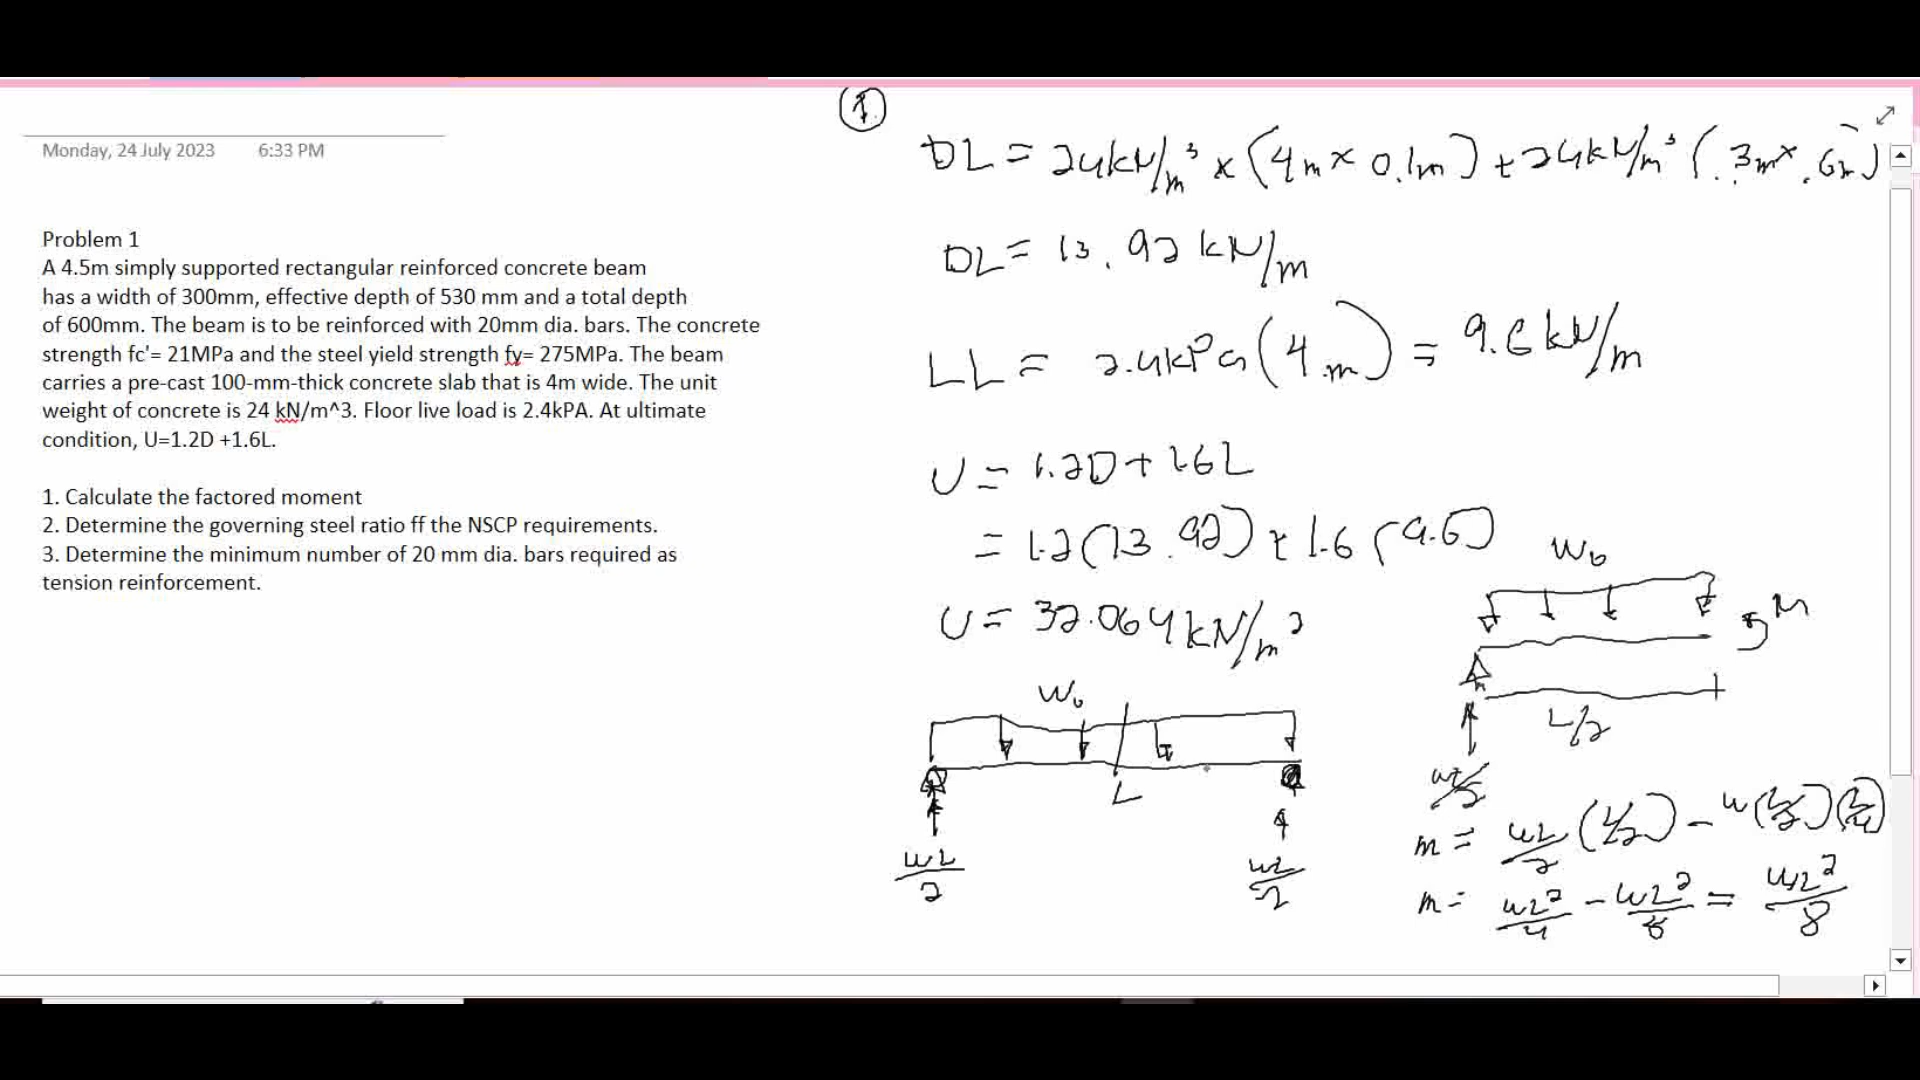 Monday, 24 July 2023 6:33 PM
Problem 1
A 4.5m simply supported rectangular reinforced concrete beam
has a width of 300mm, effective depth of 530 mm and a total depth
of 600mm. The beam is to be reinforced with 20mm dia. bars. The concrete
strength fc'= 21MPa and the steel yield strength fy= 275MPa. The beam
carries a pre-cast 100-mm-thick concrete slab that is 4m wide. The unit
weight of concrete is 24 kN/m^3. Floor live load is 2.4kPA. At ultimate
condition, U=1.2D +1.6L.
1. Calculate the factored moment
2. Determine the governing steel ratio ff the NSCP requirements.
3. Determine the minimum number of 20 mm dia. bars required as
tension reinforcement.
①
DL = 24kN/m³ x (4m x 0.1m) + 24kN/m³ (.3m x .6m)
DL = 13.92 kN/m
LL = 2.4kPa (4m) = 9.6 kN/m
U = 1.2D + 1.6L
= 1.2(13.92) + 1.6(9.6)
U = 32.064 kN/m²
Wu
L
WL/2
WL/2
Wu
M
L/2
WL/2
m = WL/2 (L/2) - W(L/2)(L/4)
m = WL²/4 - WL²/8 = WL²/8